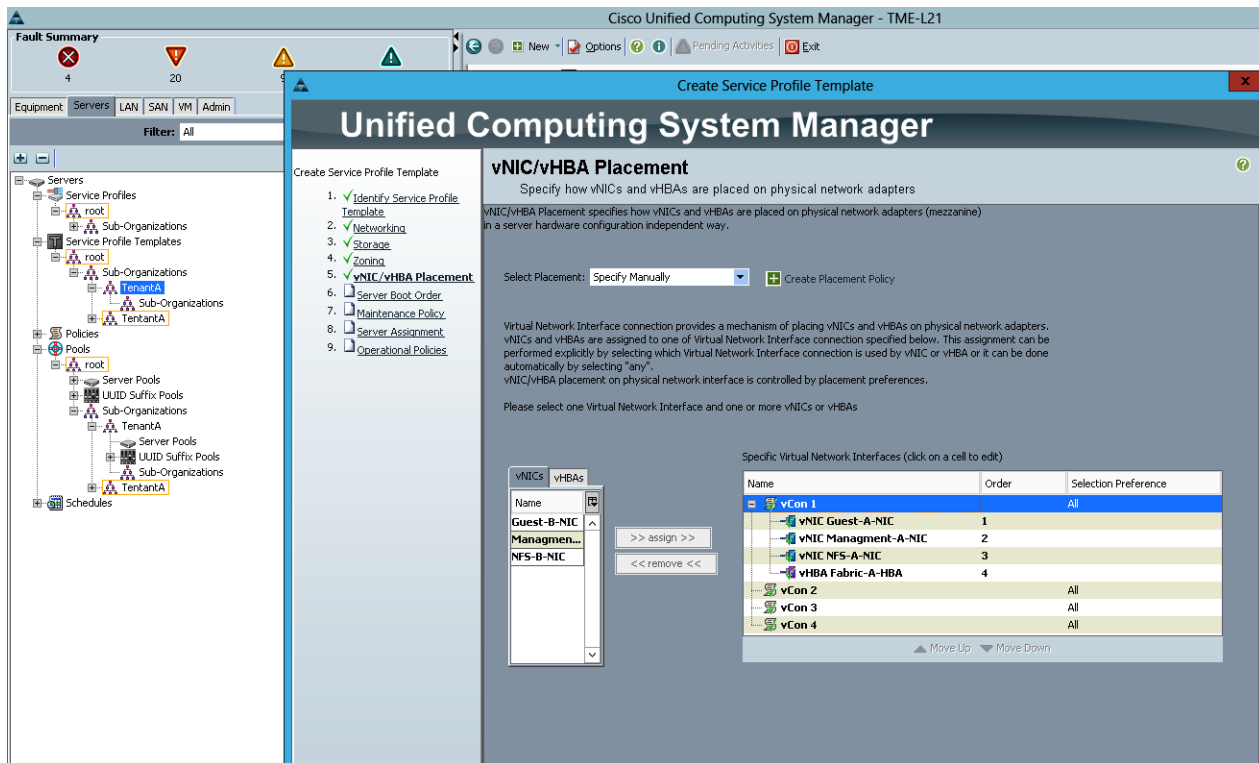 Cisco Unified Computing System Manager - TME-L21
Fault Summary
4 20
New Options Pending Activities Exit
Equipment Servers LAN SAN VM Admin
Filter: All
Servers
Service Profiles
root
Sub-Organizations
Service Profile Templates
root
Sub-Organizations
TenantA
Sub-Organizations
TentantA
Policies
Pools
root
Server Pools
UUID Suffix Pools
Sub-Organizations
TenantA
Server Pools
UUID Suffix Pools
Sub-Organizations
TentantA
Schedules
Create Service Profile Template
Unified Computing System Manager
Create Service Profile Template
1. Identify Service Profile
Template
2. Networking
3. Storage
4. Zoning
5. vNIC/vHBA Placement
6. Server Boot Order
7. Maintenance Policy
8. Server Assignment
9. Operational Policies
vNIC/vHBA Placement
Specify how vNICs and vHBAs are placed on physical network adapters
vNIC/vHBA Placement specifies how vNICs and vHBAs are placed on physical network adapters (mezzanine)
in a server hardware configuration independent way.
Select Placement: Specify Manually Create Placement Policy
Virtual Network Interface connection provides a mechanism of placing vNICs and vHBAs on physical network adapters.
vNICs and vHBAs are assigned to one of Virtual Network Interface connection specified below. This assignment can be
performed explicitly by selecting which Virtual Network Interface connection is used by vNIC or vHBA or it can be done
automatically by selecting "any".
vNIC/vHBA placement on physical network interface is controlled by placement preferences.
Please select one Virtual Network Interface and one or more vNICs or vHBAs
vNICs vHBAs
Name
Guest-B-NIC
Managmen...
NFS-B-NIC
>> assign >>
<< remove <<
Specific Virtual Network Interfaces (click on a cell to edit)
Name Order Selection Preference
vCon 1 All
vNIC Guest-A-NIC 1
vNIC Managment-A-NIC 2
vNIC NFS-A-NIC 3
vHBA Fabric-A-HBA 4
vCon 2 All
vCon 3 All
vCon 4 All
Move Up Move Down